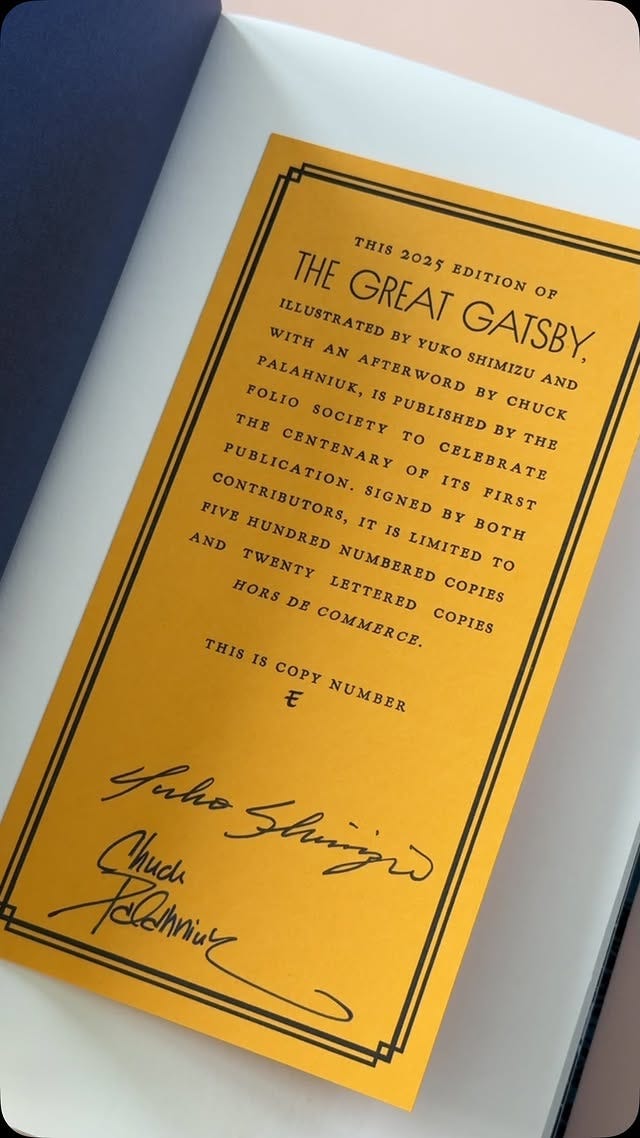 THIS 2025 EDITION OF
THE GREAT GATSBY,
ILLUSTRATED BY YUKO SHIMIZU AND
WITH AN AFTERWORD BY CHUCK
PALAHNIUK, IS PUBLISHED BY THE
FOLIO SOCIETY TO CELEBRATE
THE CENTENARY OF ITS FIRST
PUBLICATION. SIGNED BY BOTH
CONTRIBUTORS, IT IS LIMITED TO
FIVE HUNDRED NUMBERED COPIES
AND TWENTY LETTERED COPIES
HORS DE COMMERCE.
THIS IS COPY NUMBER
E
Yuko Shimizu
Chuck
Palahniuk